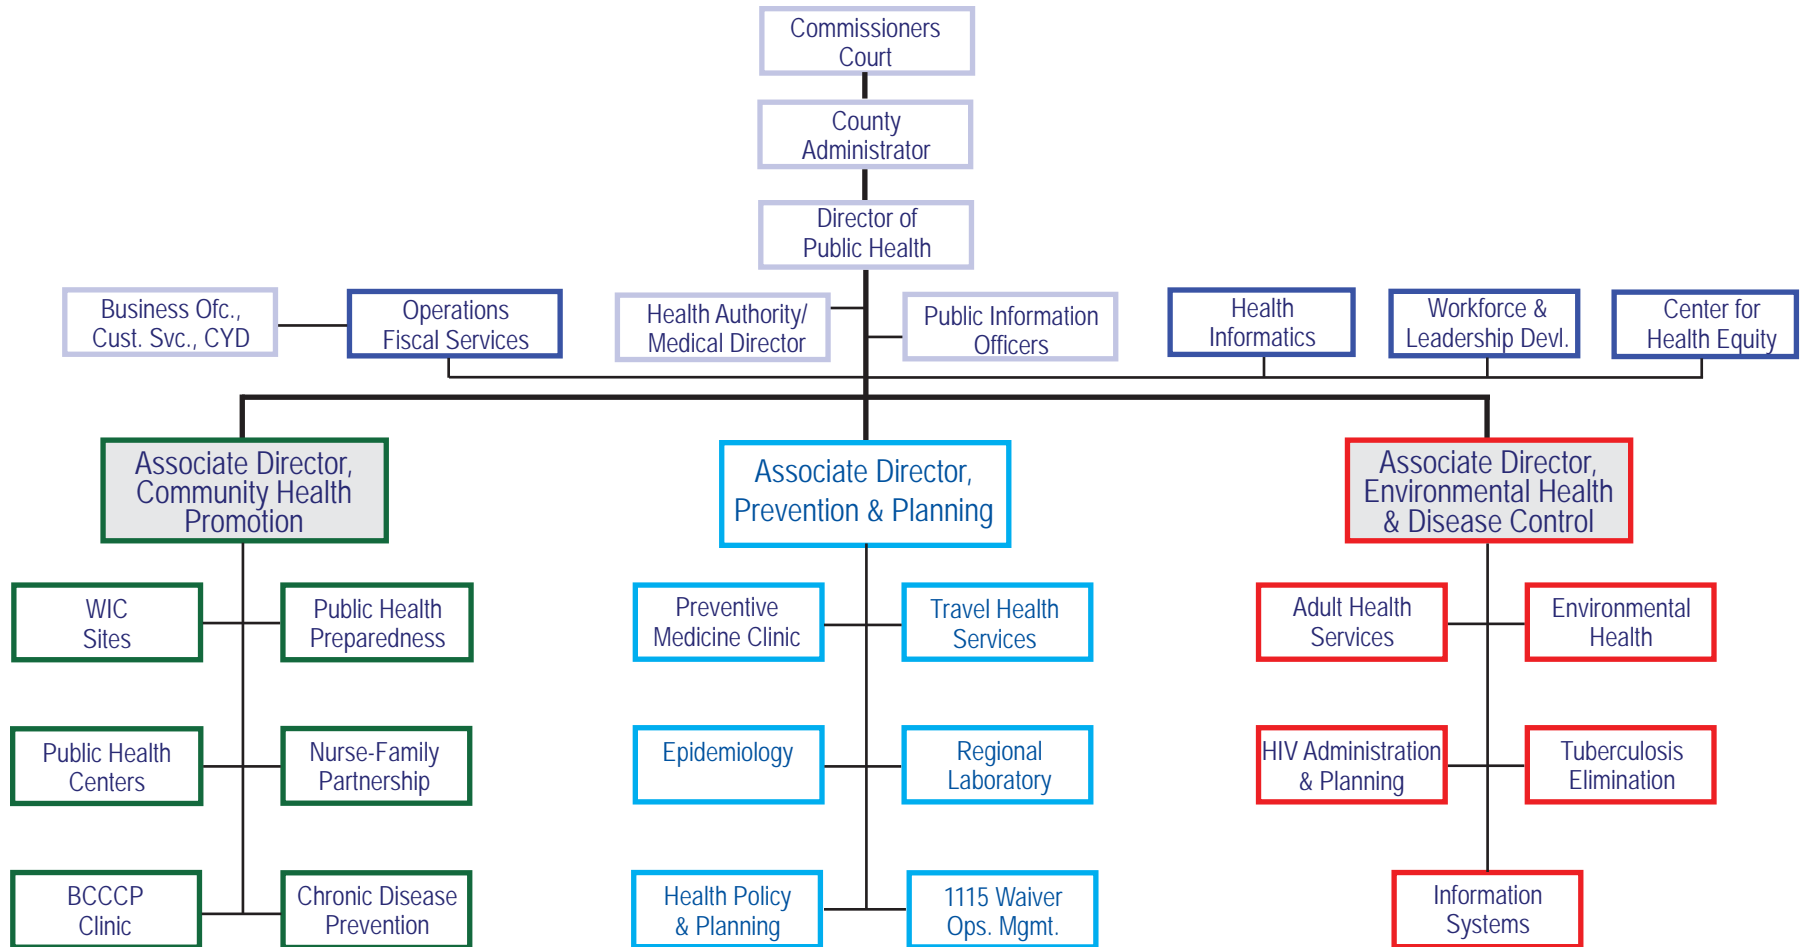 Commissioners
Court
County
Administrator
Director of
Public Health
Business Ofc.,
Cust. Svc., CYD
Operations
Fiscal Services
Health Authority/
Medical Director
Public Information
Officers
Health
Informatics
Workforce &
Leadership Devl.
Center for
Health Equity
Associate Director,
Community Health
Promotion
Associate Director,
Prevention & Planning
Associate Director,
Environmental Health
& Disease Control
WIC
Sites
Public Health
Preparedness
Preventive
Medicine Clinic
Travel Health
Services
Adult Health
Services
Environmental
Health
Public Health
Centers
Nurse-Family
Partnership
Epidemiology
Regional
Laboratory
HIV Administration
& Planning
Tuberculosis
Elimination
BCCCP
Clinic
Chronic Disease
Prevention
Health Policy
& Planning
1115 Waiver
Ops. Mgmt.
Information
Systems